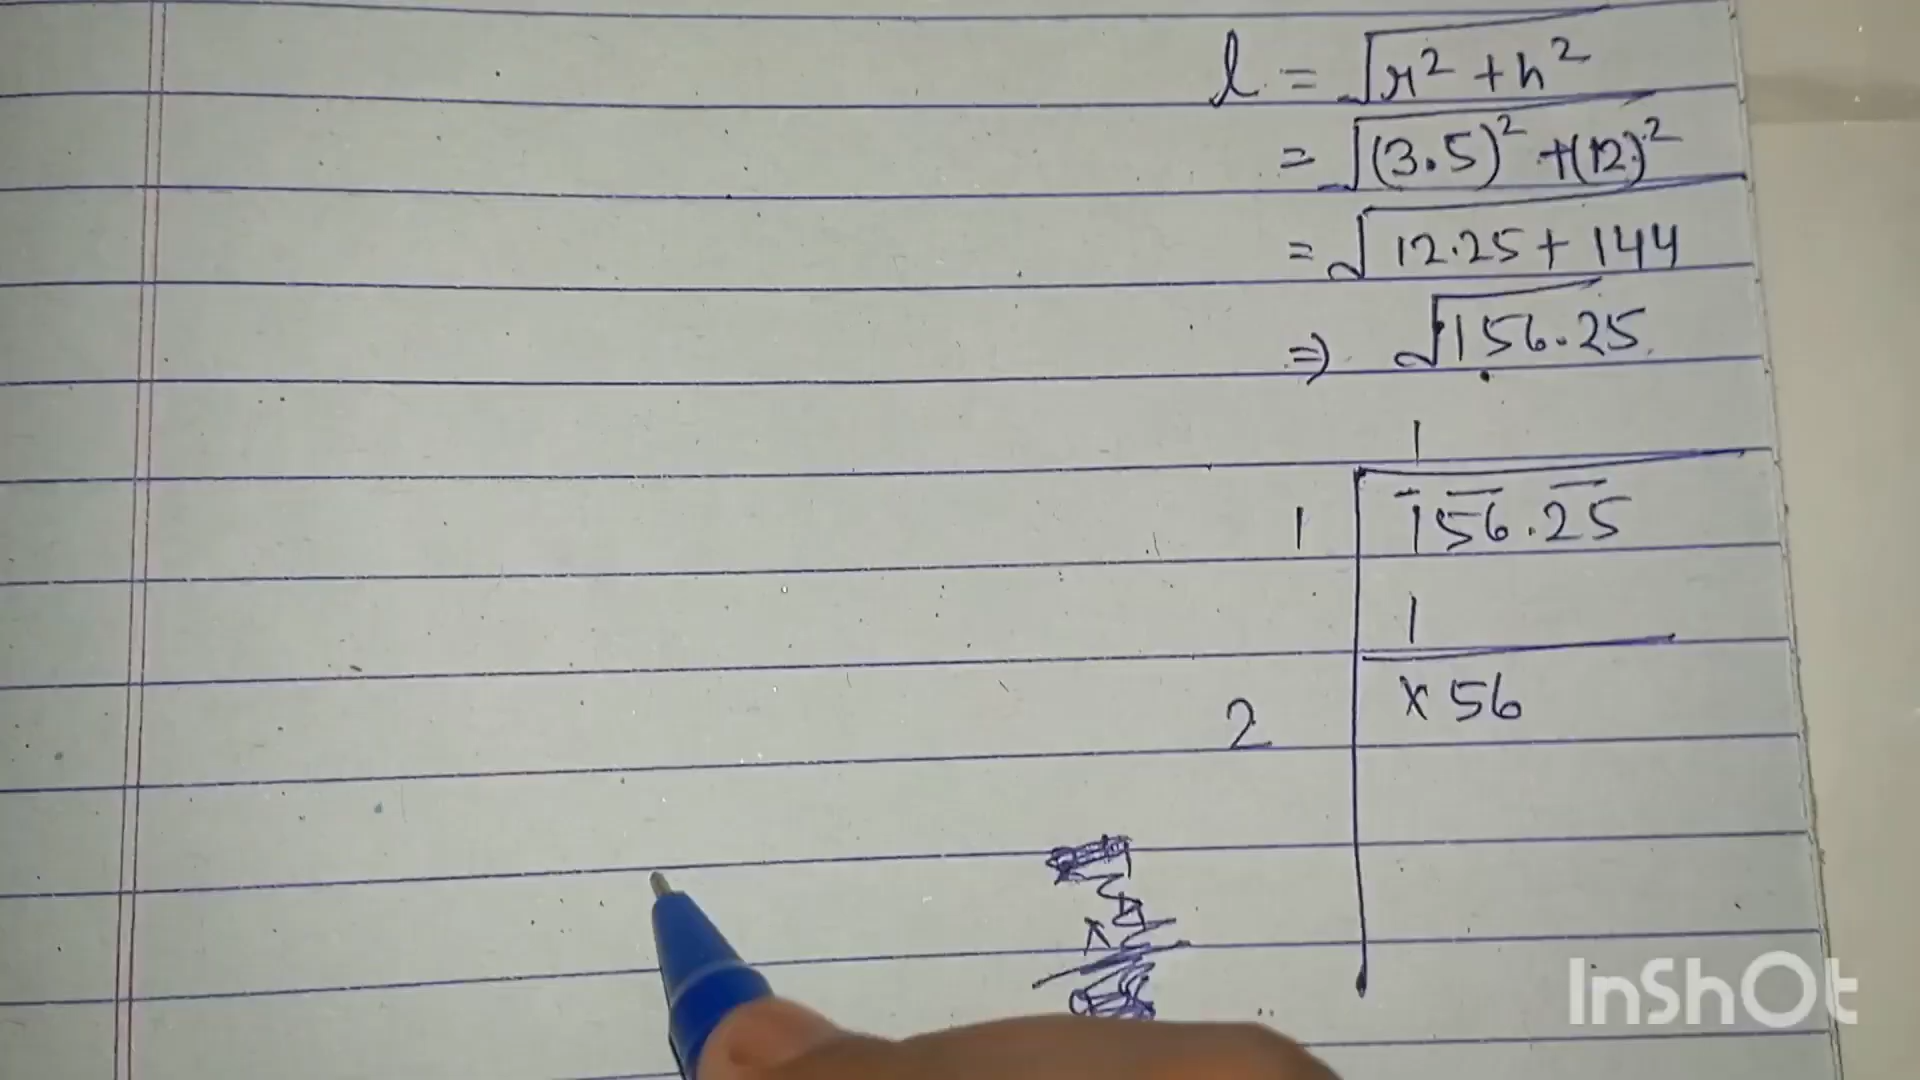 l = √r² + h²
= √(3.5)² + (12)²
= √12.25 + 144
⇒ √156.25
1
1 156.25
1
2 x 56
x
InShOt